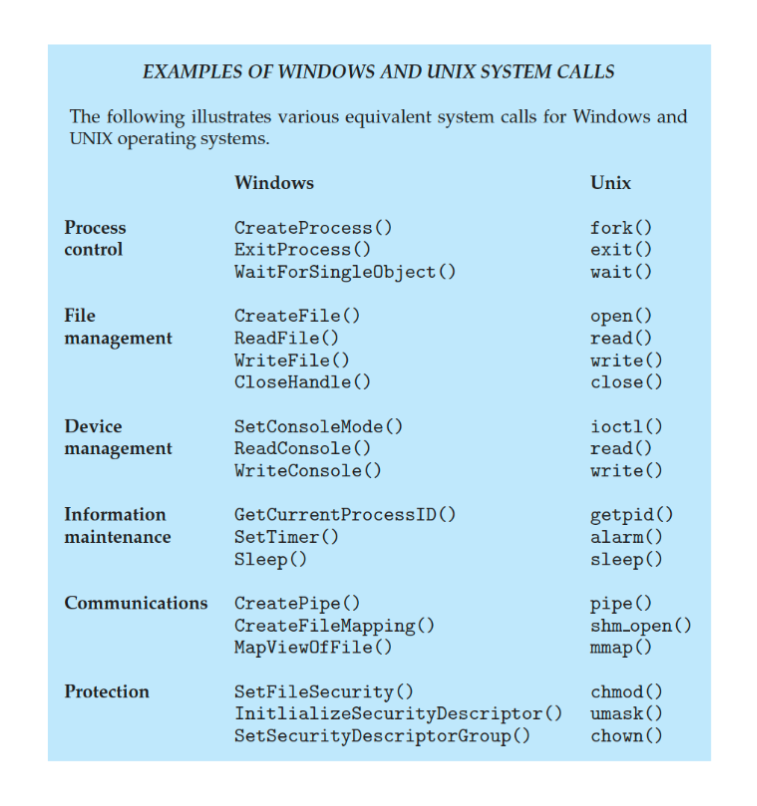 EXAMPLES OF WINDOWS AND UNIX SYSTEM CALLS
The following illustrates various equivalent system calls for Windows and
UNIX operating systems.
Windows Unix
Process CreateProcess() fork()
control ExitProcess() exit()
WaitForSingleObject() wait()
File CreateFile() open()
management ReadFile() read()
WriteFile() write()
CloseHandle() close()
Device SetConsoleMode() ioctl()
management ReadConsole() read()
WriteConsole() write()
Information GetCurrentProcessID() getpid()
maintenance SetTimer() alarm()
Sleep() sleep()
Communications CreatePipe() pipe()
CreateFileMapping() shm_open()
MapViewOfFile() mmap()
Protection SetFileSecurity() chmod()
InitlializeSecurityDescriptor() umask()
SetSecurityDescriptorGroup() chown()